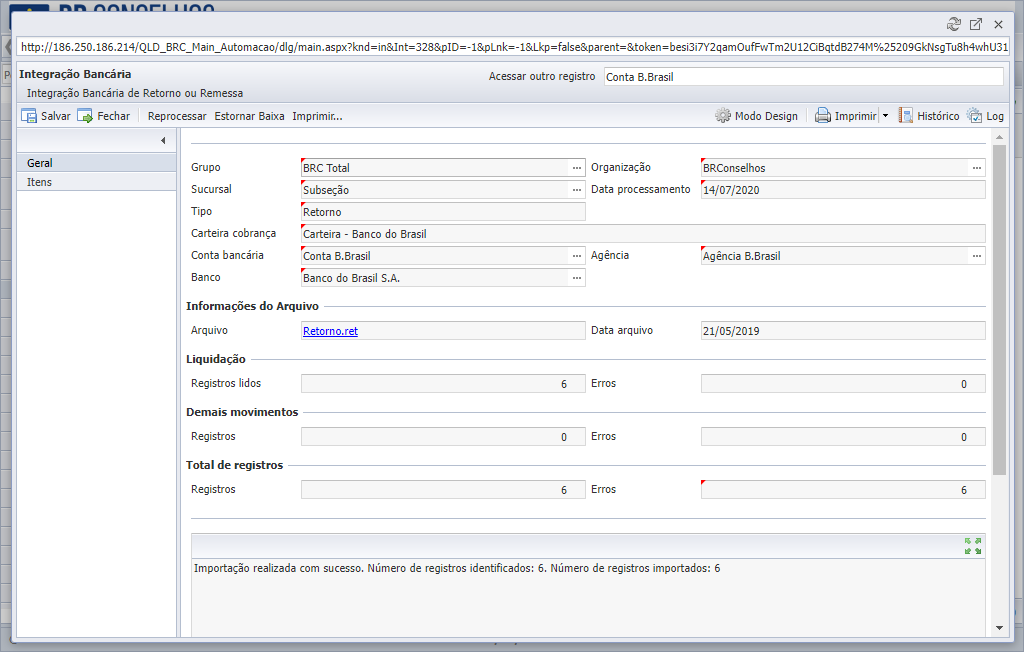 http://186.250.186.214/QLD_BRC_Main_Automacao/dlg/main.aspx?knd=in&Int=328&pID=-1&pLnk=-1&Lkp=false&parent=&token=besi3i7Y2qamOufFwTm2U12CiBqtdB274M%25209GkNsgTu8h4whU31
Integração Bancária
Acessar outro registro Conta B.Brasil
Integração Bancária de Retorno ou Remessa
Salvar Fechar Reprocessar Estornar Baixa Imprimir... Modo Design Imprimir Histórico Log
Geral
Itens
Grupo BRC Total ... Organização BRConselhos ...
Sucursal Subseção ... Data processamento 14/07/2020
Tipo Retorno
Carteira cobrança Carteira - Banco do Brasil
Conta bancária Conta B.Brasil ... Agência Agência B.Brasil ...
Banco Banco do Brasil S.A. ...
Informações do Arquivo
Arquivo Retorno.ret Data arquivo 21/05/2019
Liquidação
Registros lidos 6 Erros 0
Demais movimentos
Registros 0 Erros 0
Total de registros
Registros 6 Erros 6
Importação realizada com sucesso. Número de registros identificados: 6. Número de registros importados: 6